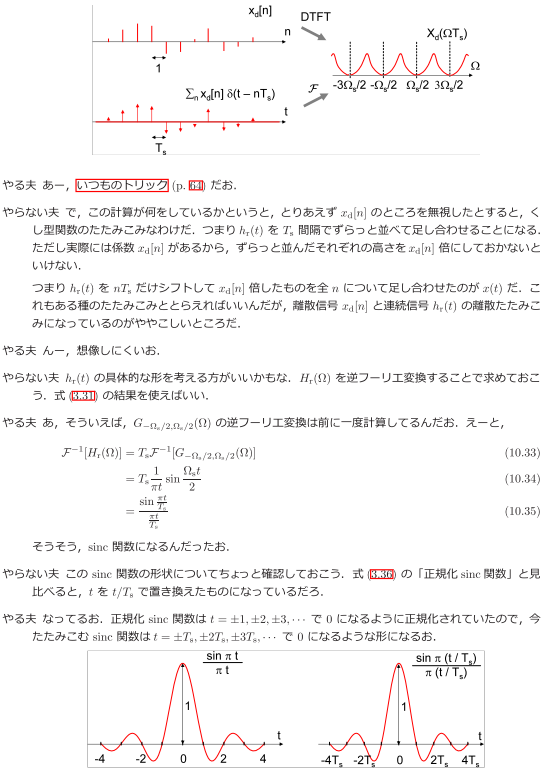 x_d[n]
n
1
DTFT
X_d(ΩT_s)
Ω
-3Ω_s/2 -Ω_s/2 Ω_s/2 3Ω_s/2
∑_n x_d[n] δ(t – nT_s)
t
T_s
ℱ
やる夫 あー，いつものトリック (p. 64) だお．
やらない夫 で，この計算が何をしているかというと，とりあえず x_d[n] のところを無視したとすると，く
し型関数のたたみこみなわけだ．つまり h_r(t) を T_s 間隔でずらっと並べて足し合わせることになる．
ただし実際には係数 x_d[n] があるから，ずらっと並んだそれぞれの高さを x_d[n] 倍にしておかないと
いけない．
つまり h_r(t) を nT_s だけシフトして x_d[n] 倍したものを全 n について足し合わせたのが x(t) だ．こ
れもある種のたたみこみととらえればいいんだが，離散信号 x_d[n] と連続信号 h_r(t) の離散たたみこ
みになっているのがややこしいところだ．
やる夫 んー，想像しにくいお．
やらない夫 h_r(t) の具体的な形を考える方がいいかもな．H_r(Ω) を逆フーリエ変換することで求めておこ
う．式 (3.31) の結果を使えばいい．
やる夫 あ，そういえば，G_{−Ω_s/2,Ω_s/2}(Ω) の逆フーリエ変換は前に一度計算してるんだお．えーと，
ℱ^{−1}[H_r(Ω)] = T_s ℱ^{−1}[G_{−Ω_s/2,Ω_s/2}(Ω)] (10.33)
= T_s \frac{1}{πt} sin \frac{Ω_s t}{2} (10.34)
= \frac{sin \frac{πt}{T_s}}{\frac{πt}{T_s}} (10.35)
そうそう，sinc 関数になるんだったお．
やらない夫 この sinc 関数の形状についてちょっと確認しておこう．式 (3.36) の「正規化 sinc 関数」と見
比べると，t を t/T_s で置き換えたものになっているだろ．
やる夫 なってるお．正規化 sinc 関数は t = ±1, ±2, ±3, ··· で 0 になるように正規化されていたので，今
たたみこむ sinc 関数は t = ±T_s, ±2T_s, ±3T_s, ··· で 0 になるような形になるお．
sin π t
π t
1
t
-4 -2 0 2 4
sin π (t / T_s)
π (t / T_s)
1
t
-4T_s -2T_s 0 2T_s 4T_s